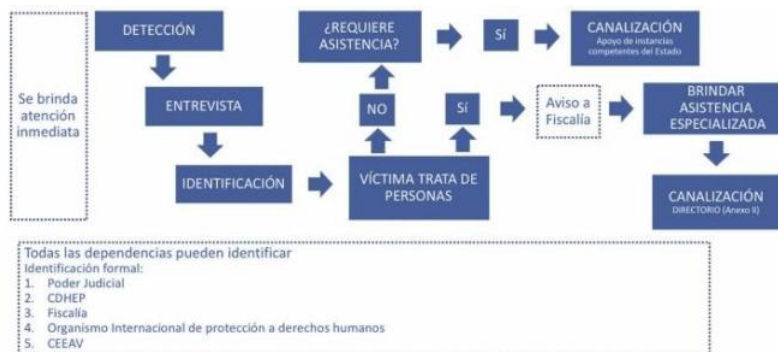 Se brinda
atención
inmediata
DETECCIÓN
ENTREVISTA
IDENTIFICACIÓN
VÍCTIMA TRATA DE
PERSONAS
NO
¿REQUIERE
ASISTENCIA?
Sí
CANALIZACIÓN
Apoyo de instancias
competentes del Estado
Sí
Aviso a
Fiscalía
BRINDAR
ASISTENCIA
ESPECIALIZADA
CANALIZACIÓN
DIRECTORIO (Anexo II)
Todas las dependencias pueden identificar
Identificación formal:
1. Poder Judicial
2. CDHEP
3. Fiscalía
4. Organismo Internacional de protección a derechos humanos
5. CEEAV